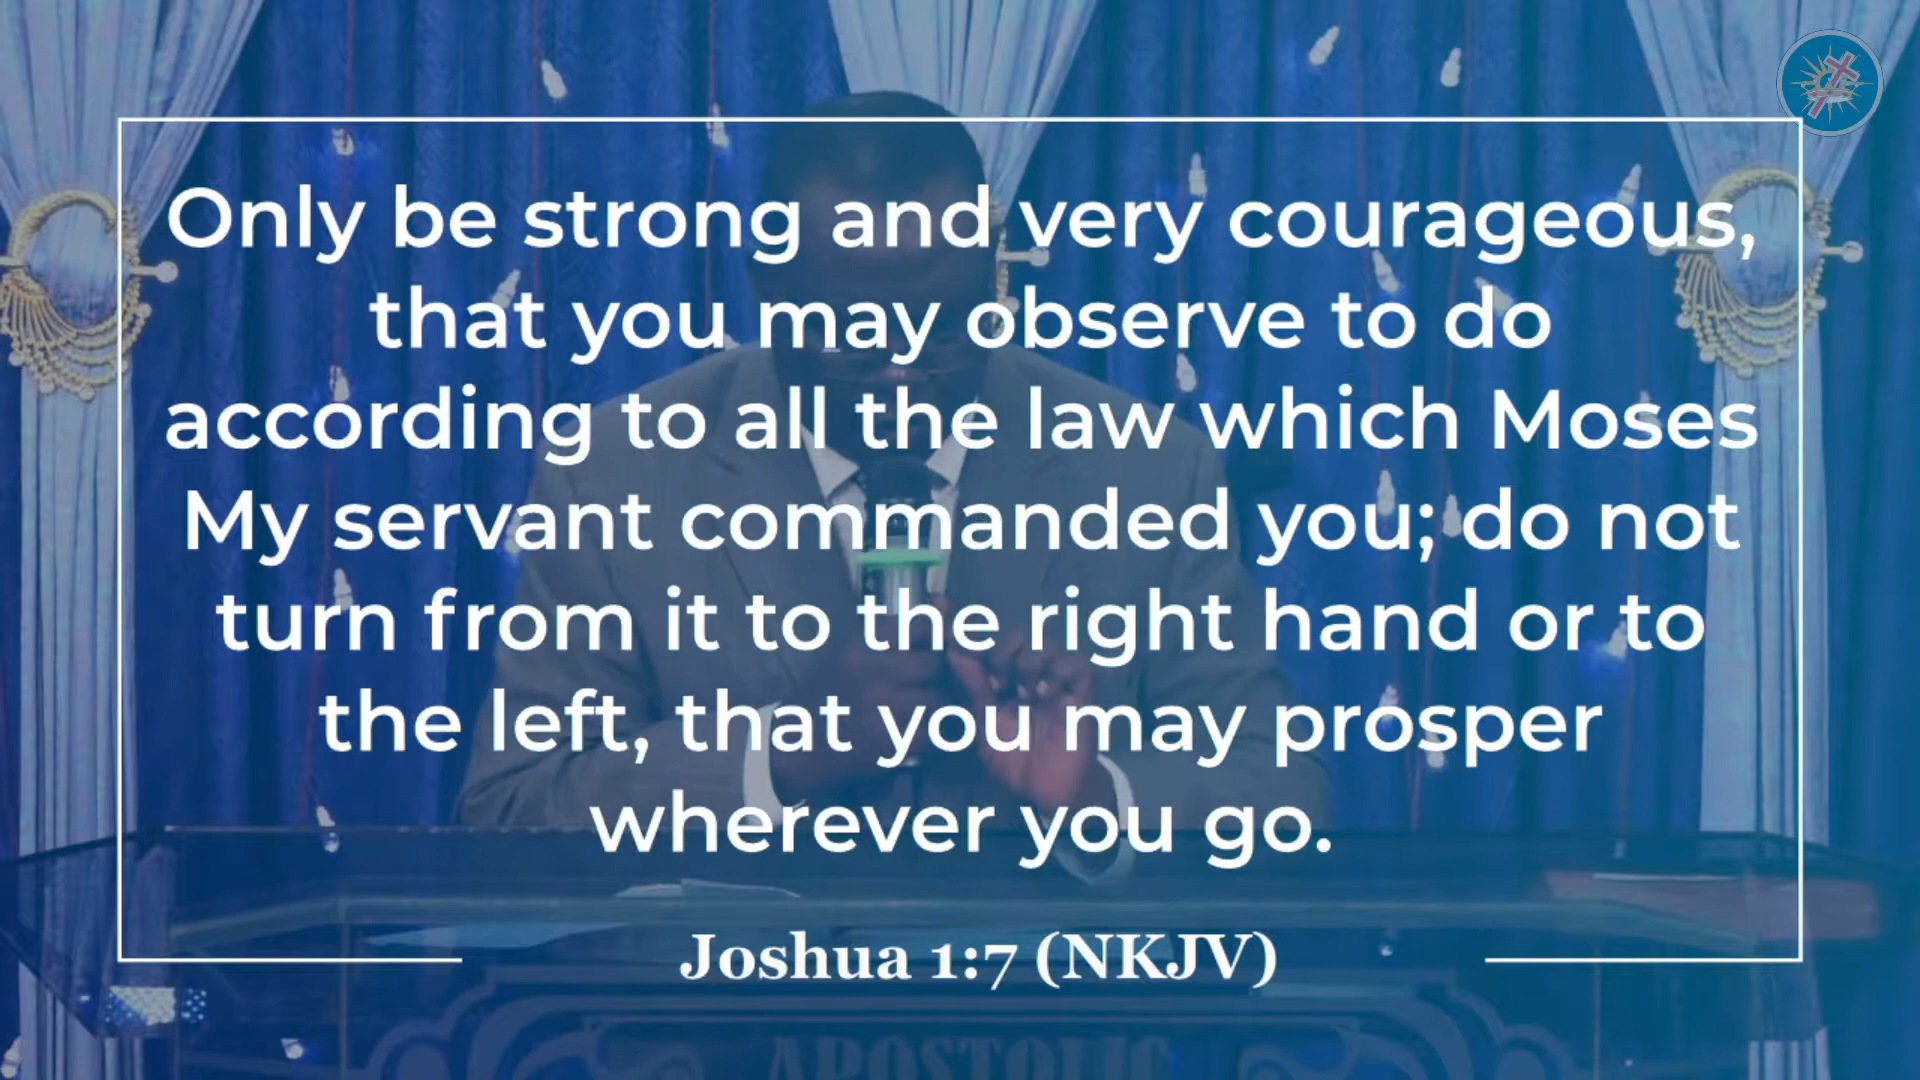 Only be strong and very courageous,
that you may observe to do
according to all the law which Moses
My servant commanded you; do not
turn from it to the right hand or to
the left, that you may prosper
wherever you go.
Joshua 1:7 (NKJV)
APOSTOLIC